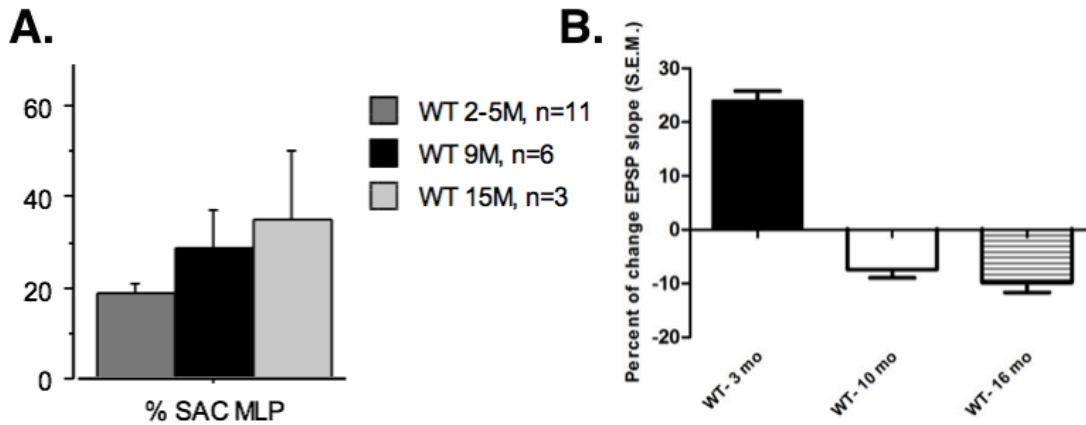 A.
60
40
20
0
% SAC MLP
WT 2-5M, n=11
WT 9M, n=6
WT 15M, n=3
B.
Percent of change EPSP slope (S.E.M.)
30
20
10
0
-10
-20
WT- 3 mo
WT- 10 mo
WT- 16 mo